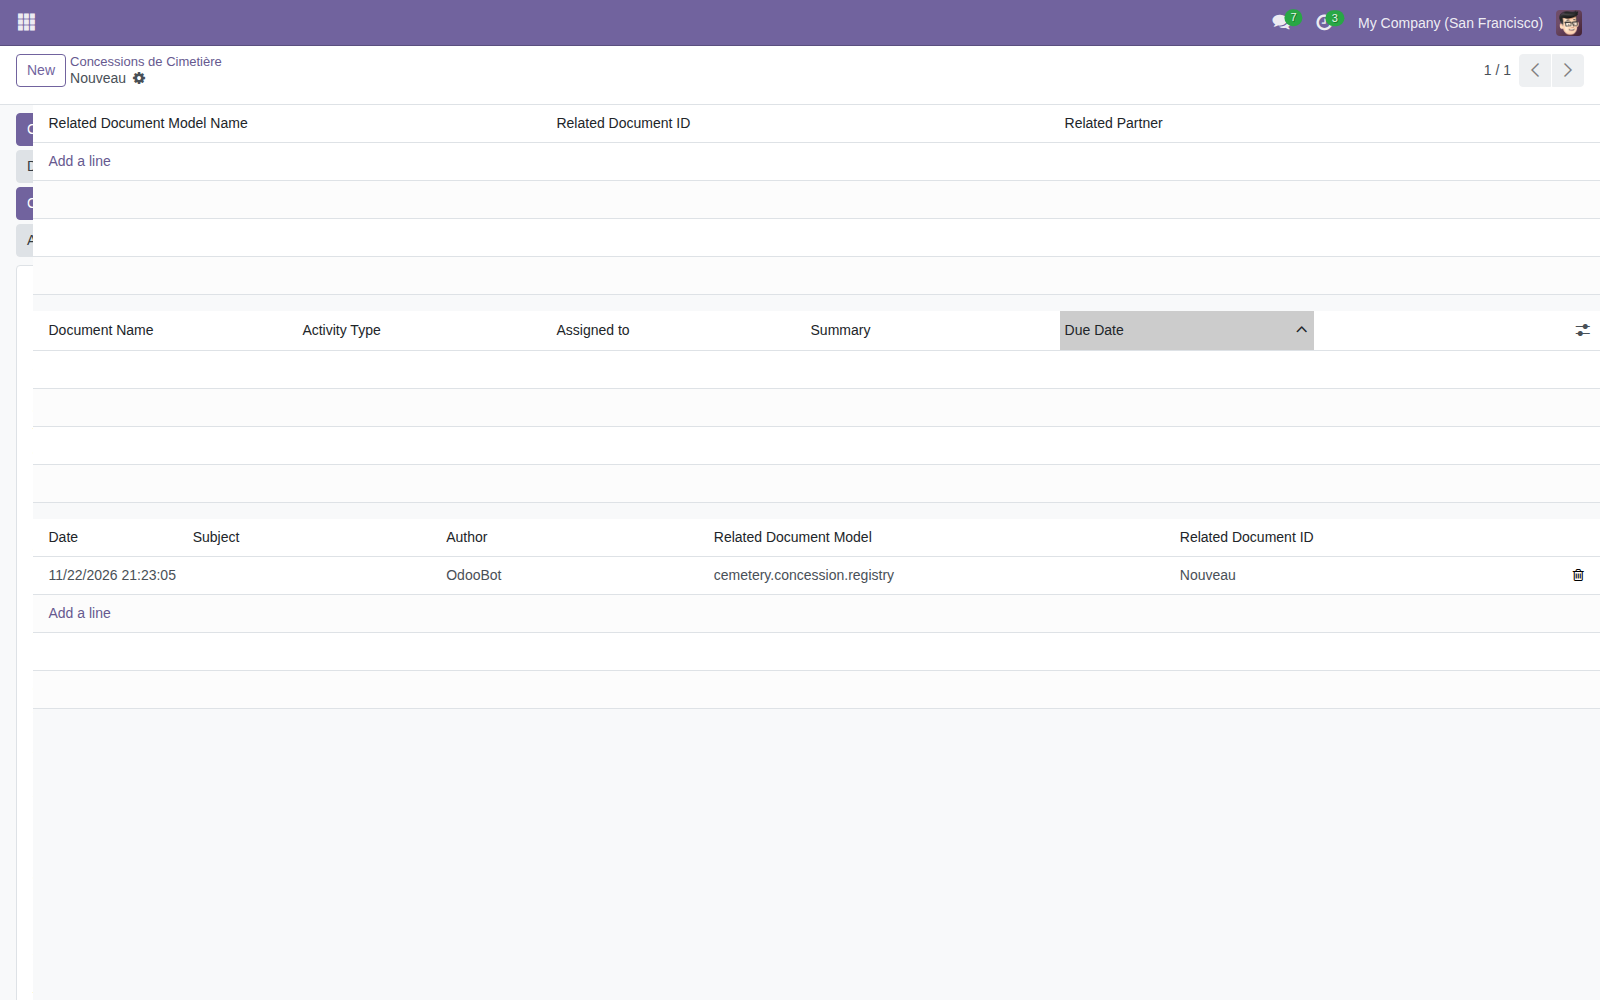 7
3
My Company (San Francisco)
New
Concessions de Cimetière
Nouveau
1 / 1
Related Document Model Name Related Document ID Related Partner
Add a line
Document Name Activity Type Assigned to Summary Due Date
Date Subject Author Related Document Model Related Document ID
11/22/2026 21:23:05 OdooBot cemetery.concession.registry Nouveau
Add a line